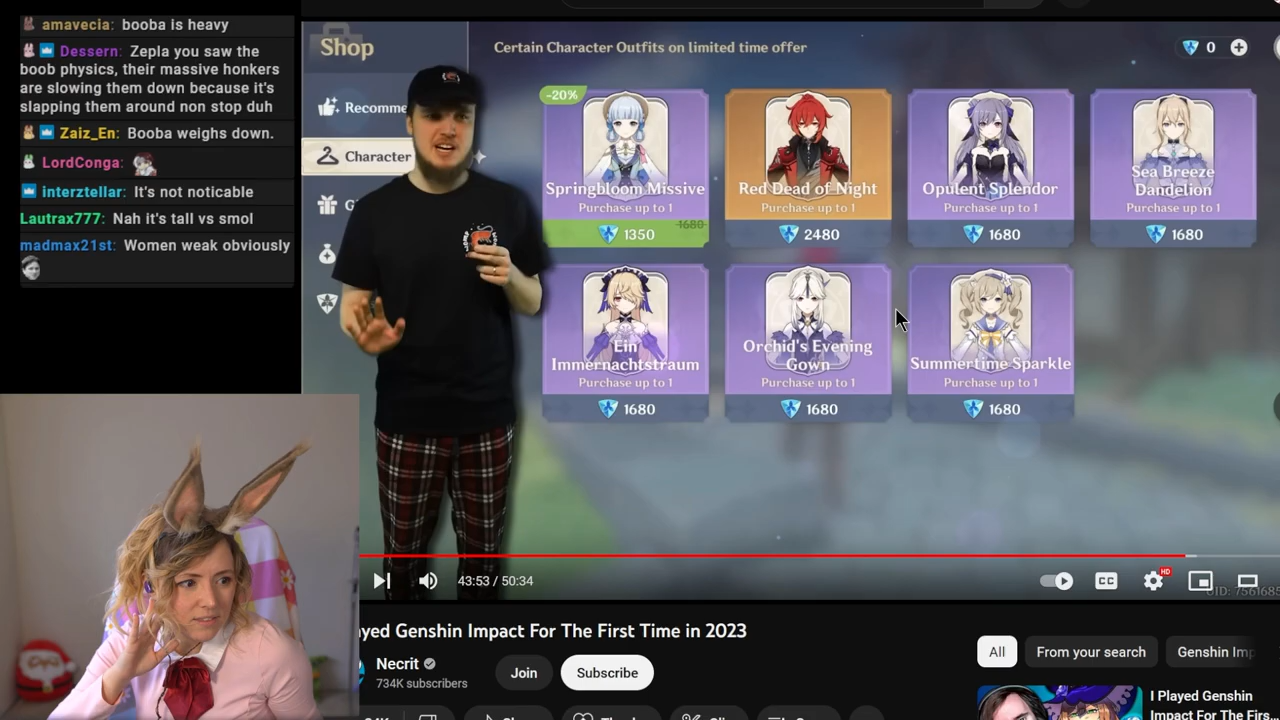 amavecia: booba is heavy
Dessern: Zepla you saw the
boob physics, their massive honkers
are slowing them down because it's
slapping them around non stop duh
Zaiz_En: Booba weighs down.
LordConga:
interztellar: It's not noticable
Lautrax777: Nah it's tall vs smol
madmax21st: Women weak obviously
Shop
Certain Character Outfits on limited time offer
0
Recomme
Character
G
-20%
Springbloom Missive
Purchase up to 1
1350 1680
Red Dead of Night
Purchase up to 1
2480
Opulent Splendor
Purchase up to 1
1680
Sea Breeze
Dandelion
Purchase up to 1
1680
Ein
Immernachtstraum
Purchase up to 1
1680
Orchid's Evening
Gown
Purchase up to 1
1680
Summertime Sparkle
Purchase up to 1
1680
43:53 / 50:34
CC
HD
UID: 7561685
ayed Genshin Impact For The First Time in 2023
Necrit
734K subscribers
Join
Subscribe
All
From your search
Genshin Imp
I Played Genshin
Impact For The Firs